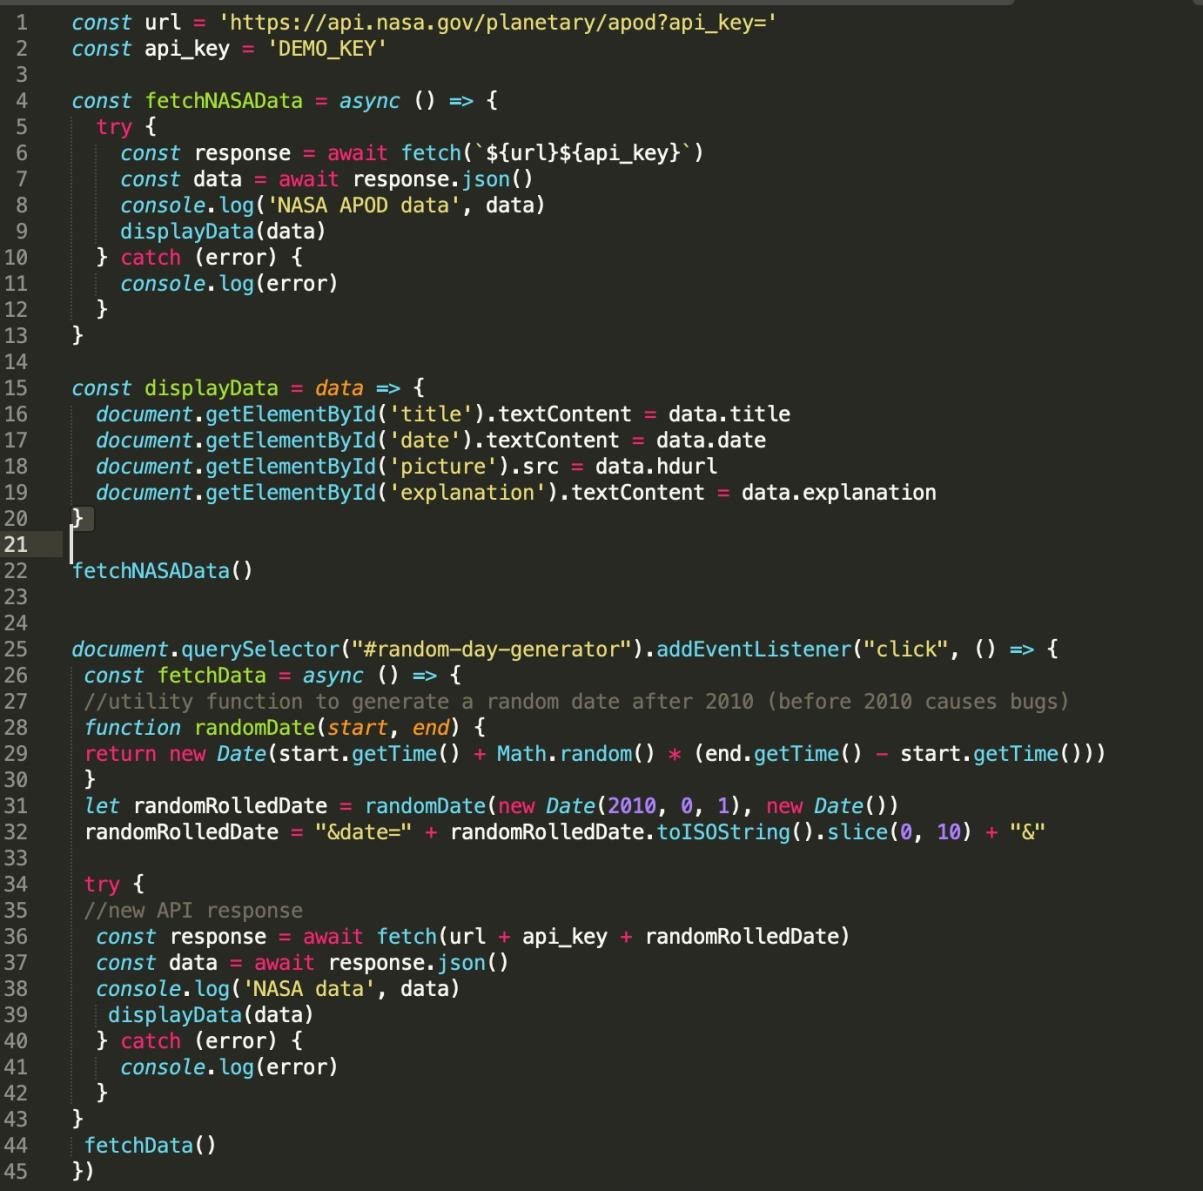 1 const url = 'https://api.nasa.gov/planetary/apod?api_key='
2 const api_key = 'DEMO_KEY'
3
4 const fetchNASAData = async () => {
5   try {
6     const response = await fetch(`${url}${api_key}`)
7     const data = await response.json()
8     console.log('NASA APOD data', data)
9     displayData(data)
10   } catch (error) {
11     console.log(error)
12   }
13 }
14
15 const displayData = data => {
16   document.getElementById('title').textContent = data.title
17   document.getElementById('date').textContent = data.date
18   document.getElementById('picture').src = data.hdurl
19   document.getElementById('explanation').textContent = data.explanation
20 }
21
22 fetchNASAData()
23
24
25 document.querySelector("#random-day-generator").addEventListener("click", () => {
26  const fetchData = async () => {
27  //utility function to generate a random date after 2010 (before 2010 causes bugs)
28  function randomDate(start, end) {
29  return new Date(start.getTime() + Math.random() * (end.getTime() - start.getTime()))
30  }
31  let randomRolledDate = randomDate(new Date(2010, 0, 1), new Date())
32  randomRolledDate = "&date=" + randomRolledDate.toISOString().slice(0, 10) + "&"
33
34  try {
35  //new API response
36   const response = await fetch(url + api_key + randomRolledDate)
37   const data = await response.json()
38   console.log('NASA data', data)
39    displayData(data)
40   } catch (error) {
41     console.log(error)
42   }
43 }
44  fetchData()
45 })